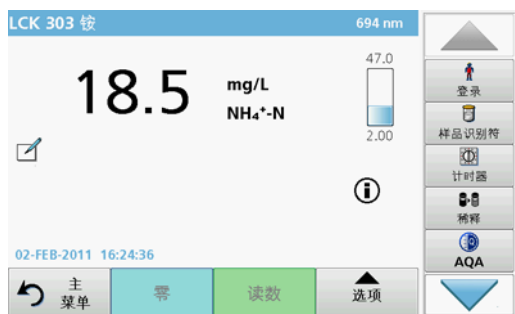 LCK 303 铵
694 nm
18.5
mg/L
NH₄⁺-N
47.0
2.00
02-FEB-2011 16:24:36
主
菜单
零
读数
选项
登录
样品识别符
计时器
稀释
AQA